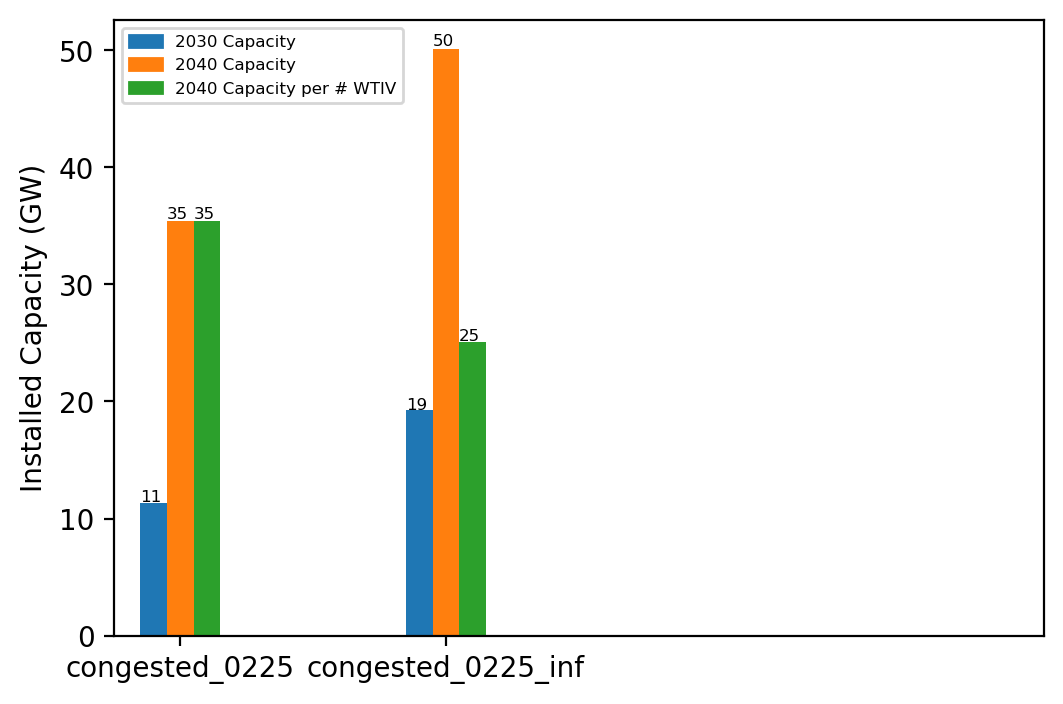 2030 Capacity
2040 Capacity
2040 Capacity per # WTIV
Installed Capacity (GW)
50
40
30
20
10
0
11
35
35
19
50
25
congested_0225
congested_0225_inf